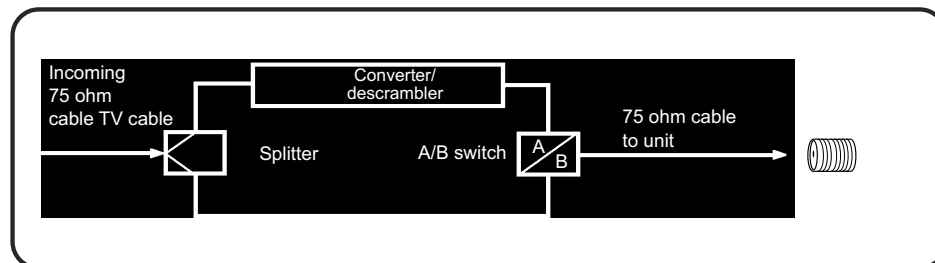 Incoming
75 ohm
cable TV cable
Converter/
descrambler
Splitter
A/B switch
A
B
75 ohm cable
to unit